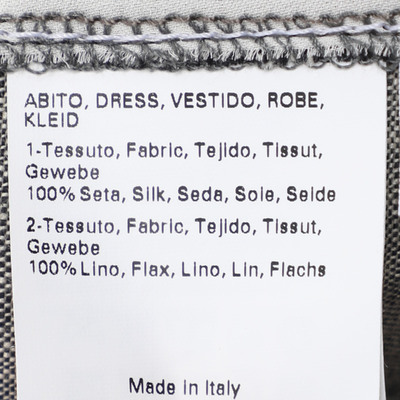 ABITO, DRESS, VESTIDO, ROBE,
KLEID
1-Tessuto, Fabric, Tejido, Tissut,
Gewebe
100% Seta, Silk, Seda, Soie, Seide
2-Tessuto, Fabric, Tejido, Tissut,
Gewebe
100% Lino, Flax, Lino, Lin, Flachs
Made in Italy